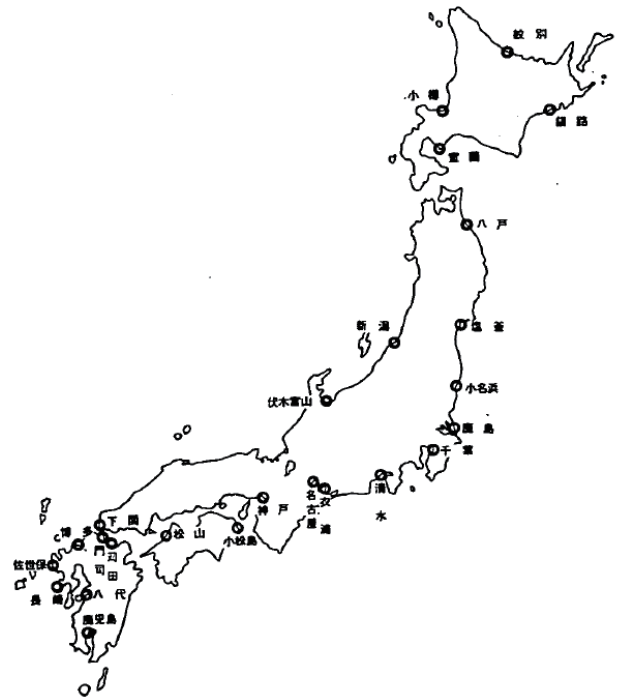 紋別
小樽
釧路
室蘭
八戸
新潟
塩釜
伏木富山
小名浜
鹿島
千葉
清水
名古屋
衣浦
神戸
下関
博多
門司
苅田
松山
小松島
佐世保
長崎
八代
鹿児島